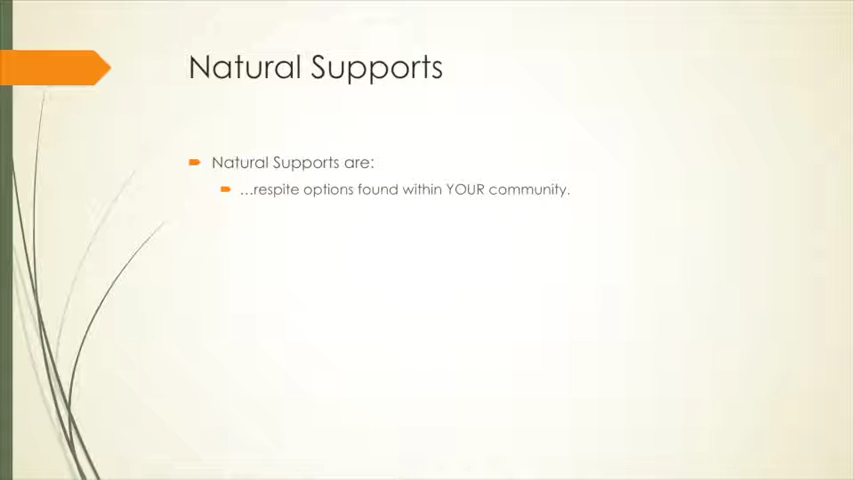 Natural Supports
Natural Supports are:
...respite options found within YOUR community.